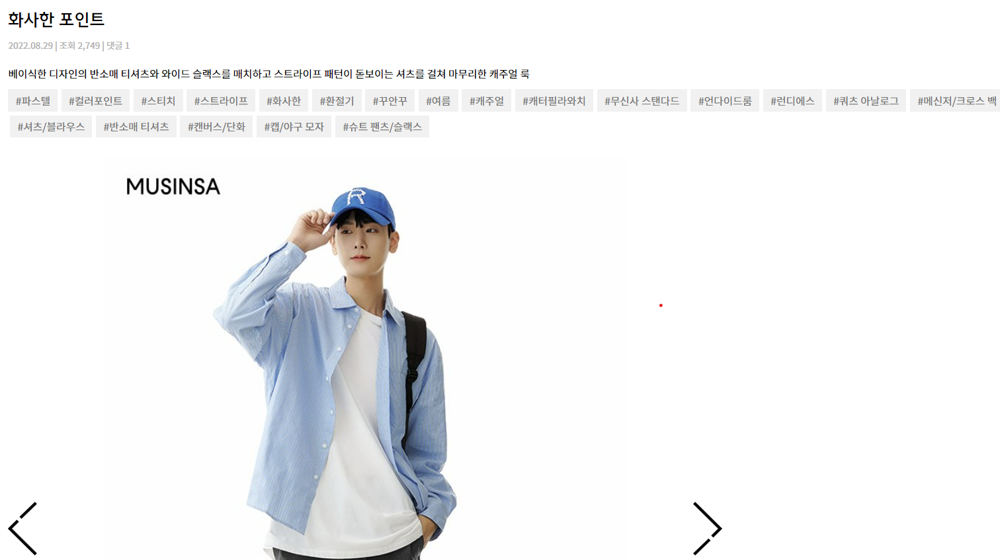 화사한 포인트
2022.08.29 | 조회 2,749 | 댓글 1
베이식한 디자인의 반소매 티셔츠와 와이드 슬랙스를 매치하고 스트라이프 패턴이 돋보이는 셔츠를 걸쳐 마무리한 캐주얼 룩
#파스텔 #컬러포인트 #스티치 #스트라이프 #화사한 #환절기 #꾸안꾸 #여름 #캐주얼 #캐터필라와치 #무신사 스탠다드 #언다이드룸 #런디에스 #쿼츠 아날로그 #메신저/크로스 백
#셔츠/블라우스 #반소매 티셔츠 #캔버스/단화 #캡/야구 모자 #슈트 팬츠/슬랙스
MUSINSA
R